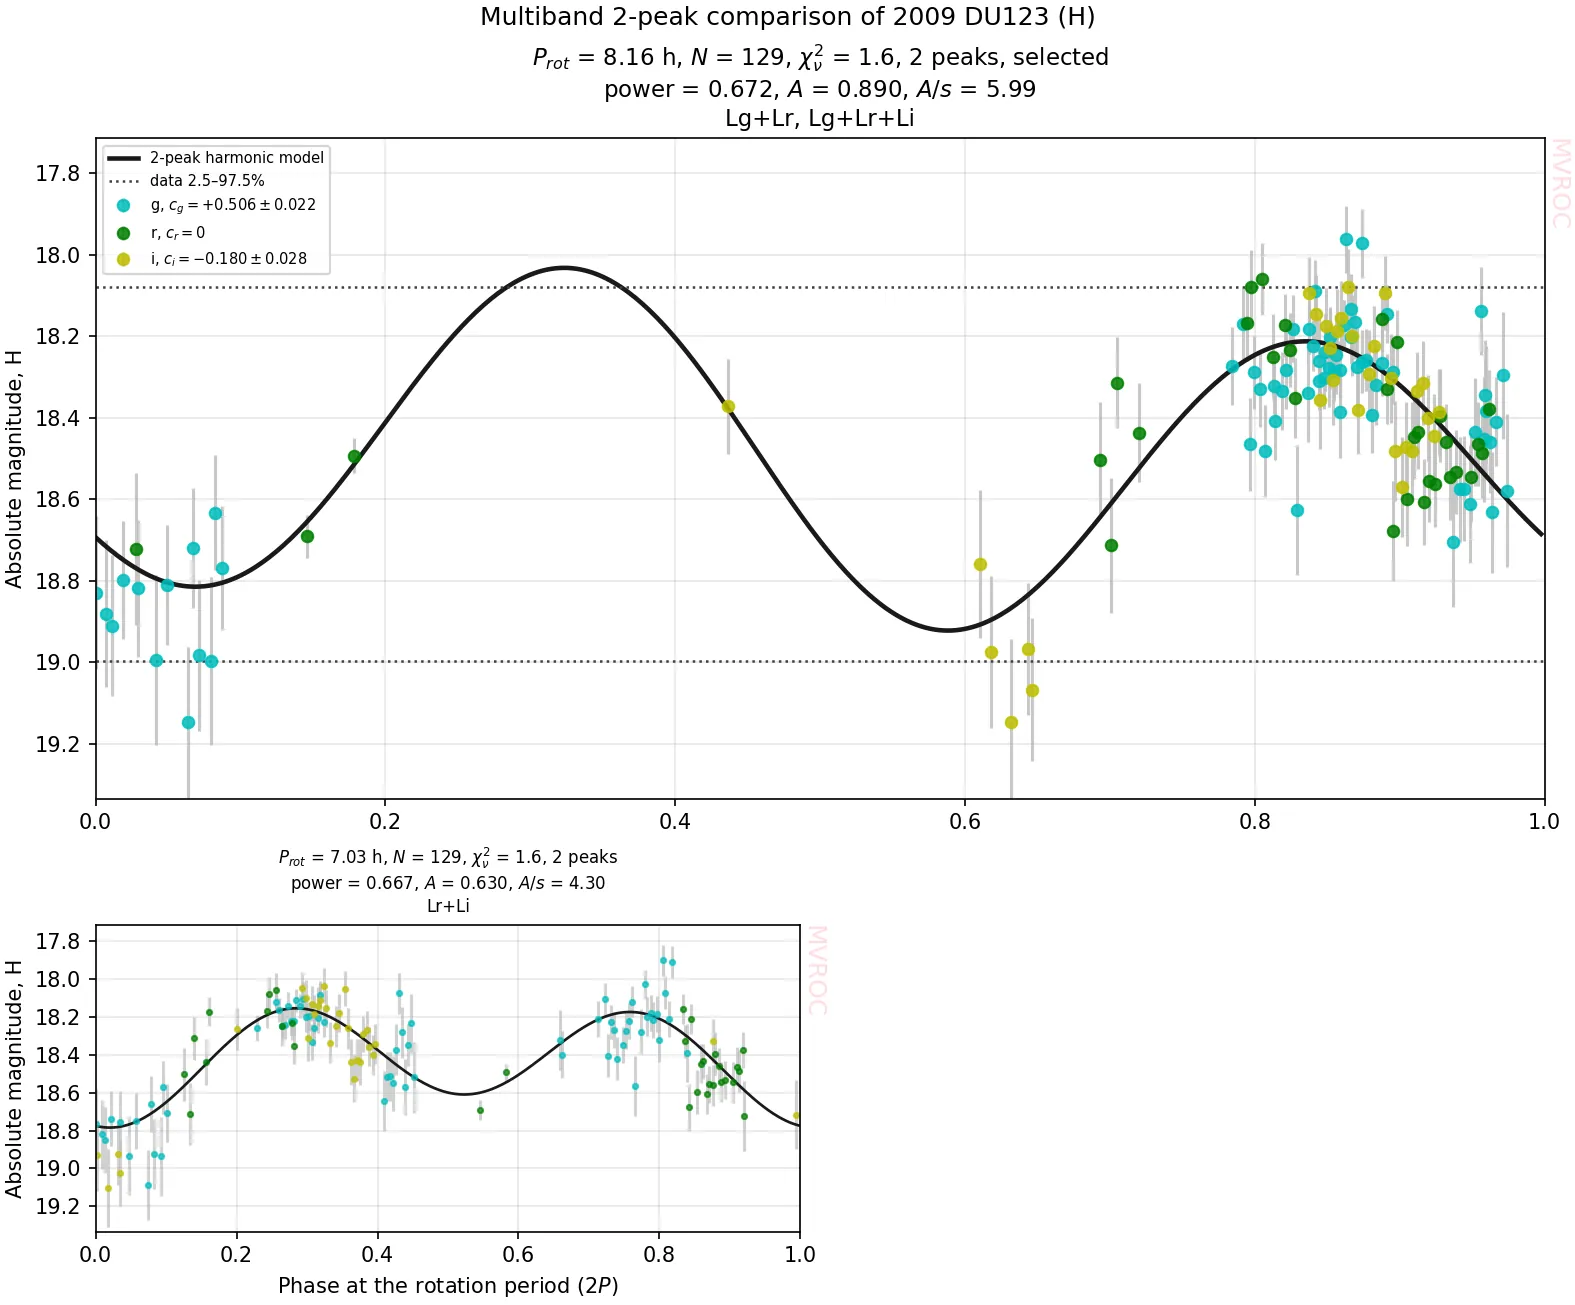 Multiband 2-peak comparison of 2009 DU123 (H)
P_rot = 8.16 h, N = 129, χ²_ν = 1.6, 2 peaks, selected
power = 0.672, A = 0.890, A/s = 5.99
Lg+Lr, Lg+Lr+Li
2-peak harmonic model
data 2.5–97.5%
g, c_g = +0.506 ± 0.022
r, c_r = 0
i, c_i = −0.180 ± 0.028
MVROC
Absolute magnitude, H
17.8
18.0
18.2
18.4
18.6
18.8
19.0
19.2
0.0 0.2 0.4 0.6 0.8 1.0
P_rot = 7.03 h, N = 129, χ²_ν = 1.6, 2 peaks
power = 0.667, A = 0.630, A/s = 4.30
Lr+Li
MVROC
Absolute magnitude, H
17.8
18.0
18.2
18.4
18.6
18.8
19.0
19.2
0.0 0.2 0.4 0.6 0.8 1.0
Phase at the rotation period (2P)